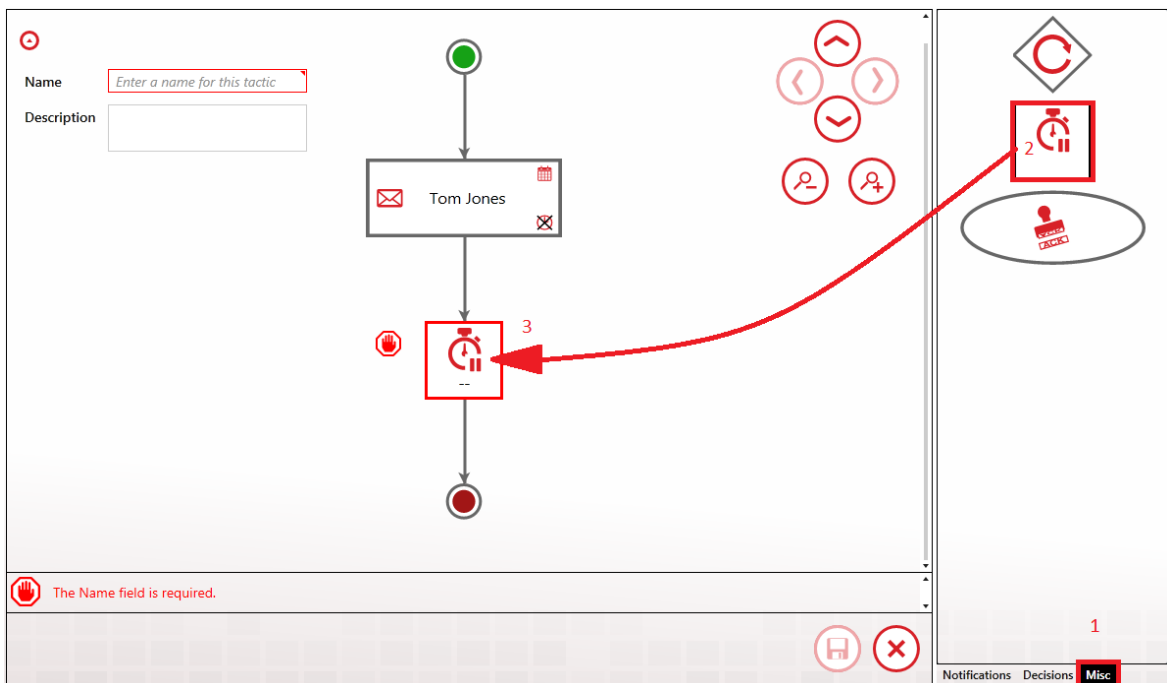 Name
Enter a name for this tactic
Description
Tom Jones
2
ACK
3
--
The Name field is required.
1
Notifications Decisions Misc